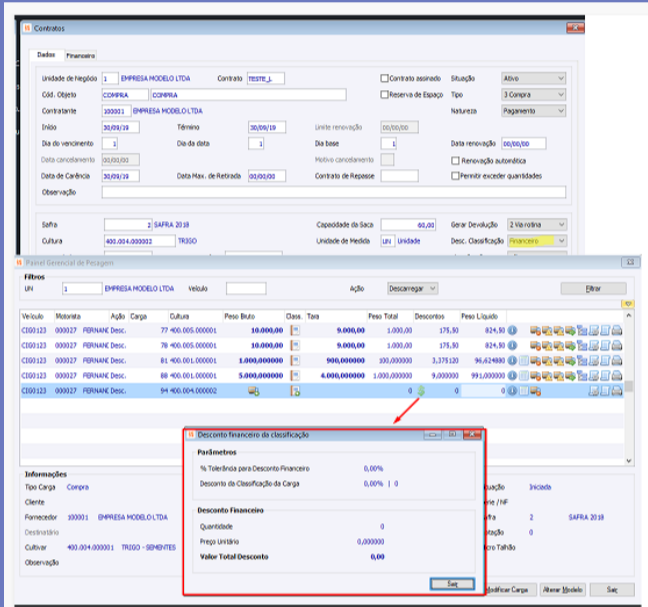 Contratos
Dados Financeiro
Unidade de Negócio 1 EMPRESA MODELO LTDA Contrato TESTE_L Contrato assinado Situação Ativo
Cód. Objeto COMPRA COMPRA Reserva de Espaço Tipo 3 Compra
Contratante 100001 EMPRESA MODELO LTDA Natureza Pagamento
Início 30/09/19 Término 30/09/19 Limite renovação 00/00/00
Dia do vencimento 1 Dia da data 1 Dia base 1 Data renovação 00/00/00
Data cancelamento 00/00/00 Motivo cancelamento Renovação automática
Data de Carência 30/09/19 Data Max. de Retirada 00/00/00 Contrato de Repasse Permitir exceder quantidades
Observação
Safra 2 SAFRA 2018 Capacidade da Saca 60,00 Gerar Devolução 2 Via rotina
Cultura 400.004.000002 TRIGO Unidade de Medida UN Unidade Desc. Classificação Financeiro
Painel Gerencial de Pesagem
Filtros
UN 1 EMPRESA MODELO LTDA Veículo Ação Descarregar Filtrar
Veículo Motorista Ação Carga Cultura Peso Bruto Class. Tara Peso Total Descontos Peso Líquido
CIG0123 000027 FERNANC Desc. 77 400.005.000001 10.000,00 9.000,00 1.000,00 175,50 824,50
CIG0123 000027 FERNANC Desc. 78 400.005.000001 10.000,00 9.000,00 1.000,00 175,50 824,50
CIG0123 000027 FERNANC Desc. 81 400.001.000001 1.000,000000 900,000000 100,000000 3,375120 96,624880
CIG0123 000027 FERNANC Desc. 88 400.001.000001 5.000,000000 4.000,000000 1.000,000000 9,000000 991,000000
CIG0123 000027 FERNANC Desc. 94 400.004.000002 0 0 0
Desconto financeiro da classificação
Parâmetros
% Tolerância para Desconto Financeiro 0,00%
Desconto da Classificação da Carga 0,00% | 0
Desconto Financeiro
Quantidade 0
Preço Unitário 0,000000
Valor Total Desconto 0,00
Sair
Informações
Tipo Carga Compra Iniciada
Cliente
Fornecedor 100001 EMPRESA MODELO LTDA 2 SAFRA 2018
Destinatário 0
Cultivar 400.004.000001 TRIGO - SEMENTES
Observação
Modificar Carga Alterar Modelo Sair